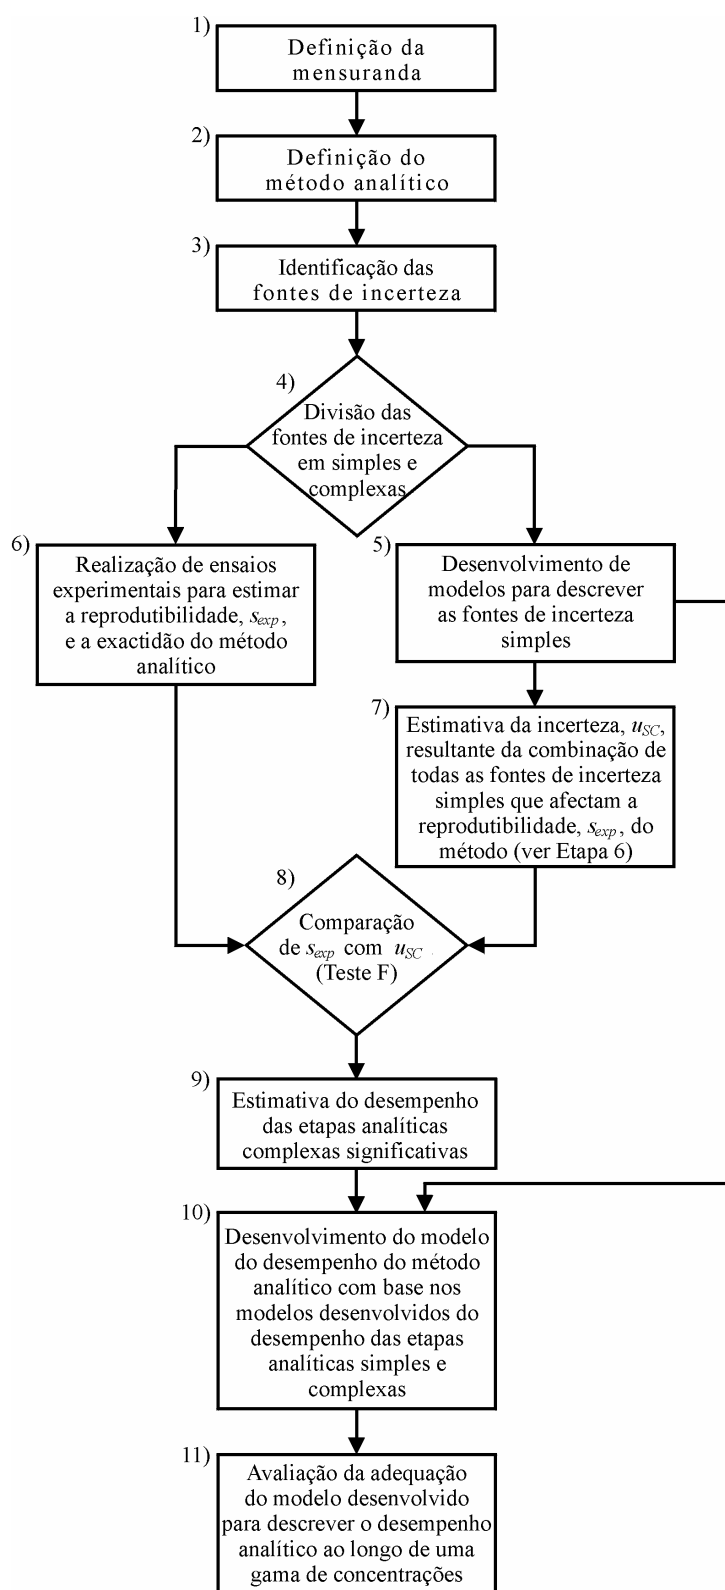 1)
Definição da
mensuranda
2)
Definição do
método analítico
3)
Identificação das
fontes de incerteza
4)
Divisão das
fontes de incerteza
em simples e
complexas
6)
Realização de ensaios
experimentais para estimar
a reprodutibilidade, sexp,
e a exactidão do método
analítico
5)
Desenvolvimento de
modelos para descrever
as fontes de incerteza
simples
7)
Estimativa da incerteza, uSC,
resultante da combinação de
todas as fontes de incerteza
simples que afectam a
reprodutibilidade, sexp, do
método (ver Etapa 6)
8)
Comparação
de sexp com uSC
(Teste F)
9)
Estimativa do desempenho
das etapas analíticas
complexas significativas
10)
Desenvolvimento do modelo
do desempenho do método
analítico com base nos
modelos desenvolvidos do
desempenho das etapas
analíticas simples e
complexas
11)
Avaliação da adequação
do modelo desenvolvido
para descrever o desempenho
analítico ao longo de uma
gama de concentrações